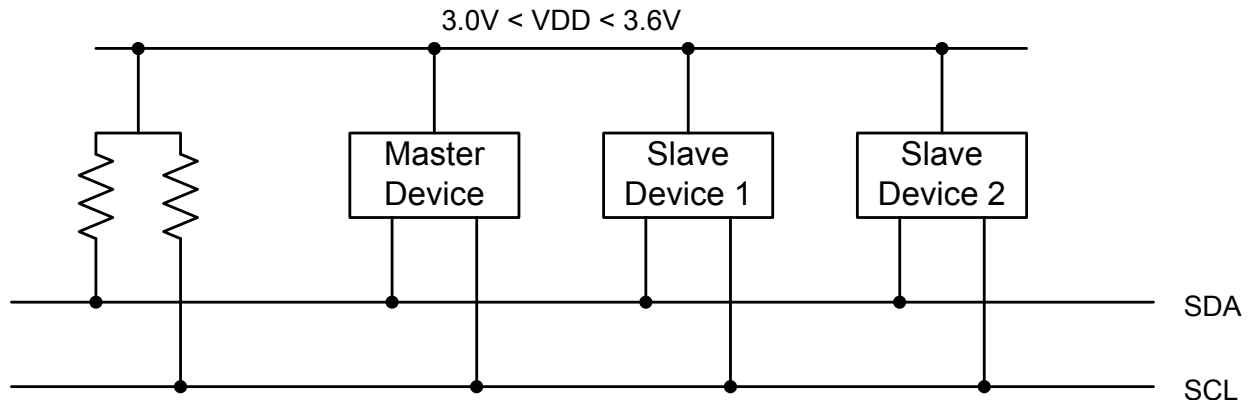 3.0V < VDD < 3.6V
Master
Device
Slave
Device 1
Slave
Device 2
SDA
SCL